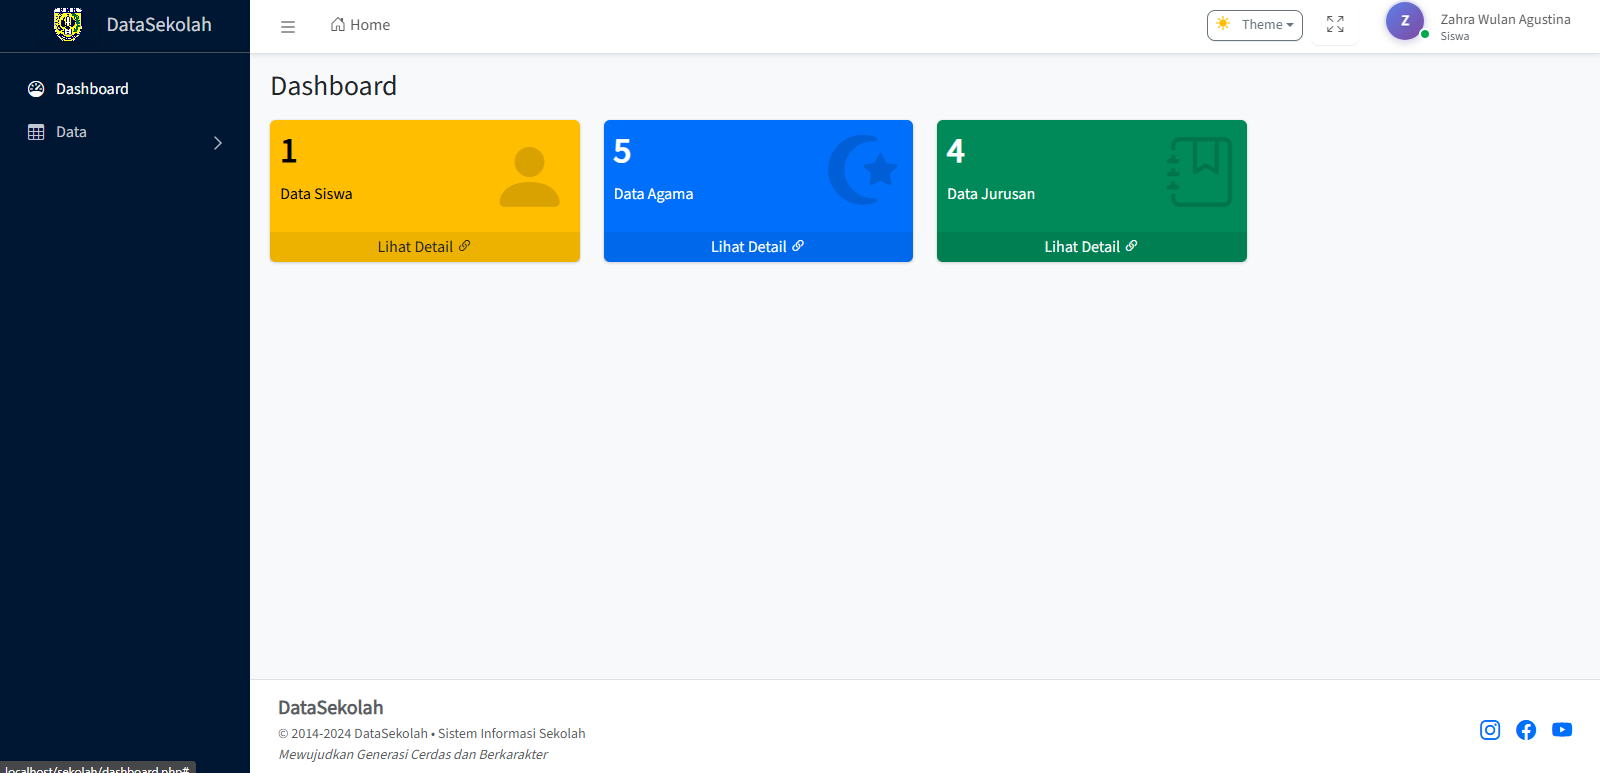 DataSekolah
Home
Theme
Z
Zahra Wulan Agustina
Siswa
Dashboard
Data
Dashboard
1
Data Siswa
Lihat Detail
5
Data Agama
Lihat Detail
4
Data Jurusan
Lihat Detail
DataSekolah
© 2014-2024 DataSekolah • Sistem Informasi Sekolah
Mewujudkan Generasi Cerdas dan Berkarakter
localhost/sekolah/dashboard.php#